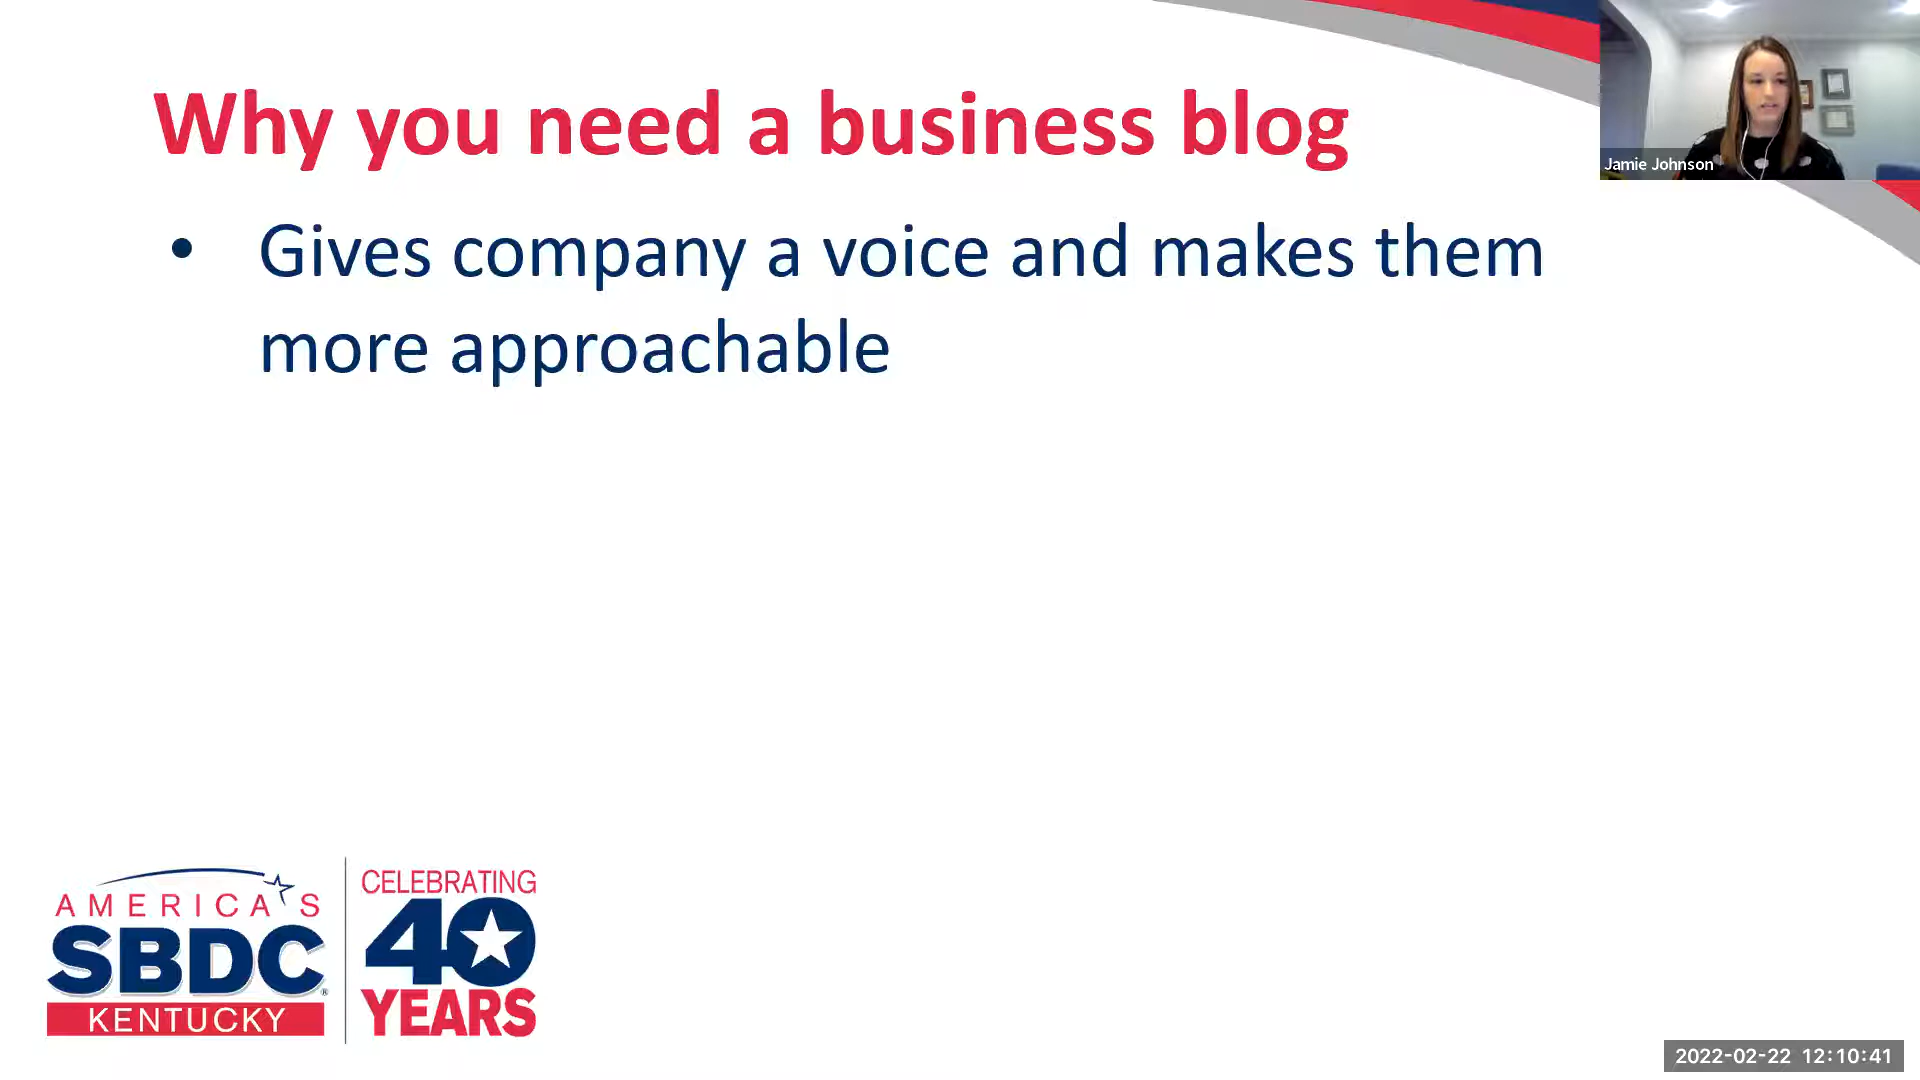 Why you need a business blog
Jamie Johnson
• Gives company a voice and makes them
more approachable
AMERICA'S
SBDC®
KENTUCKY
CELEBRATING
40
YEARS
2022-02-22 12:10:41